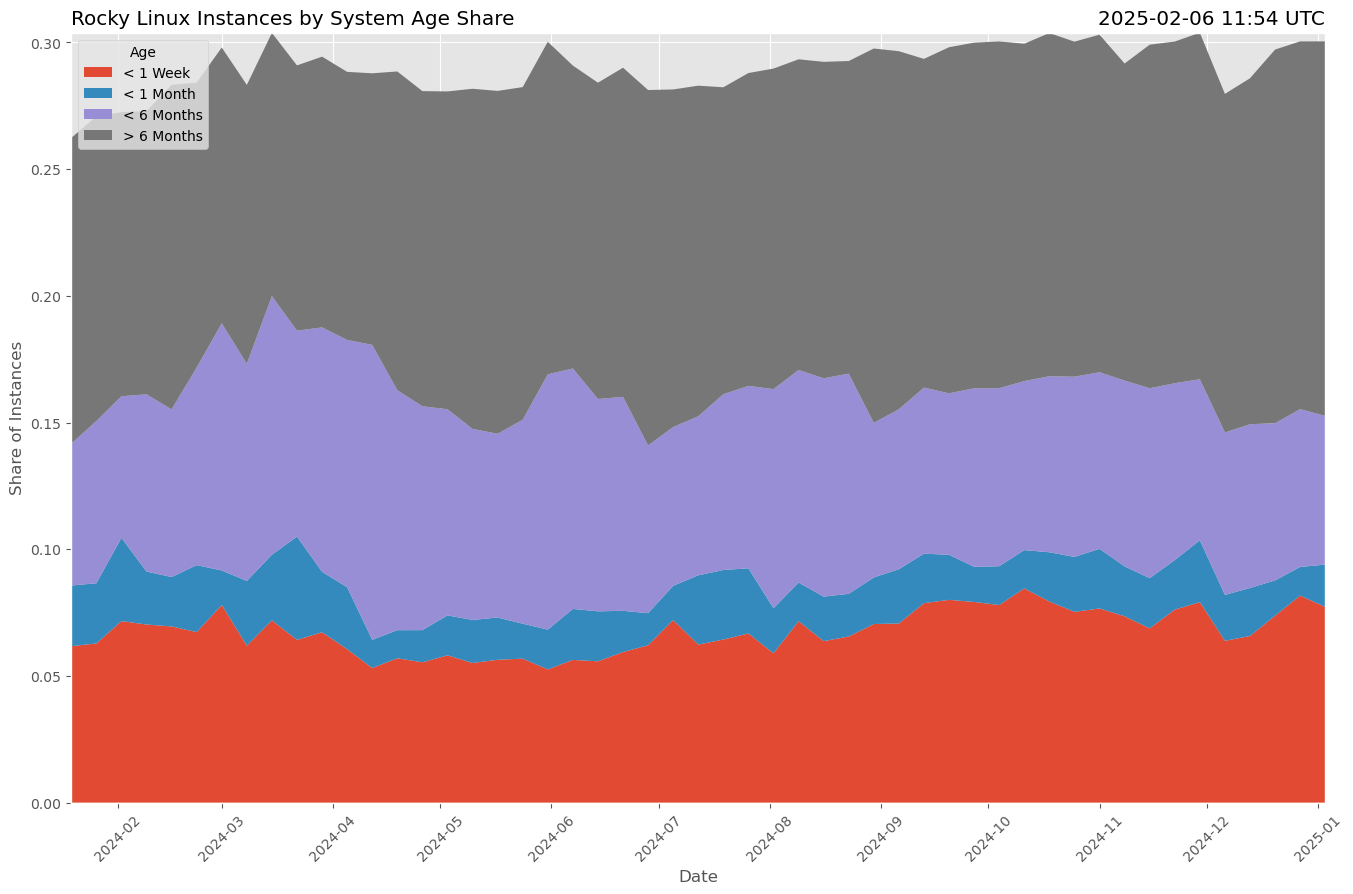 Rocky Linux Instances by System Age Share
2025-02-06 11:54 UTC
Age
< 1 Week
< 1 Month
< 6 Months
> 6 Months
0.30
0.25
0.20
0.15
0.10
0.05
0.00
Share of Instances
2024-02
2024-03
2024-04
2024-05
2024-06
2024-07
2024-08
2024-09
2024-10
2024-11
2024-12
2025-01
Date